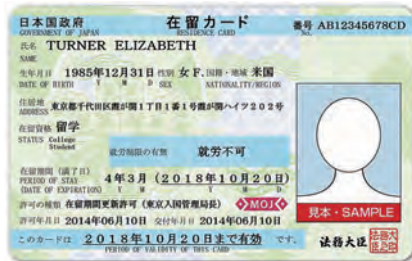 日本国政府 在留カード 番号 AB12345678CD
GOVERNMENT OF JAPAN RESIDENCE CARD No.
氏名 TURNER ELIZABETH
NAME
生年月日 1985年12月31日 性別 女 F. 国籍・地域 米国
DATE OF BIRTH Y M D SEX NATIONALITY/REGION
住居地 東京都千代田区霞が関1丁目1番1号霞が関ハイツ202号
ADDRESS
在留資格 留学
STATUS College
Student
就労制限の有無 就労不可
在留期間(満了日) 4年3月(2018年10月20日)
PERIOD OF STAY
(DATE OF EXPIRATION) Y M Y M D
許可の種類 在留期間更新許可(東京入国管理局長) MOJ
許可年月日 2014年06月10日 交付年月日 2014年06月10日
見本・SAMPLE
このカードは 2018年10月20日まで有効 です。
PERIOD OF VALIDITY OF THIS CARD
法務大臣